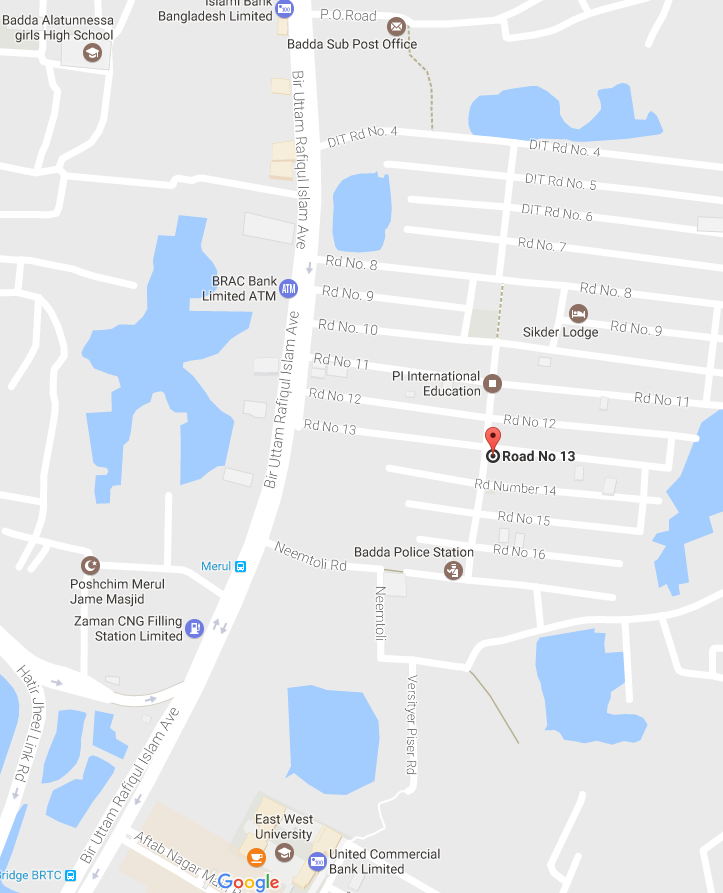 Islami Bank
Bangladesh Limited
P.O.Road
Badda Sub Post Office
Badda Alatunnessa
girls High School
Bir Uttam Rafiqul Islam Ave
DIT Rd No. 4
DIT Rd No. 4
DIT Rd No. 5
DIT Rd No. 6
Rd No. 7
Rd No. 8
Rd No. 8
BRAC Bank
Limited ATM
ATM
Rd No. 9
Rd No. 9
Sikder Lodge
Rd No. 10
Bir Uttam Rafiqul Islam Ave
Rd No 11
PI International
Education
Rd No 11
Rd No 12
Rd No 12
Rd No 13
Road No 13
Rd Number 14
Rd No 15
Rd No 16
Badda Police Station
Neemtoli Rd
Merul
Poshchim Merul
Jame Masjid
Neemtoli
Zaman CNG Filling
Station Limited
Hatir Jheel Link Rd
Versityer Piser Rd
Bir Uttam Rafiqul Islam Ave
East West
University
Aftab Nagar Main
United Commercial
Bank Limited
Bridge BRTC
Google